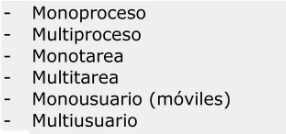 - Monoproceso
- Multiproceso
- Monotarea
- Multitarea
- Monousuario (móviles)
- Multiusuario